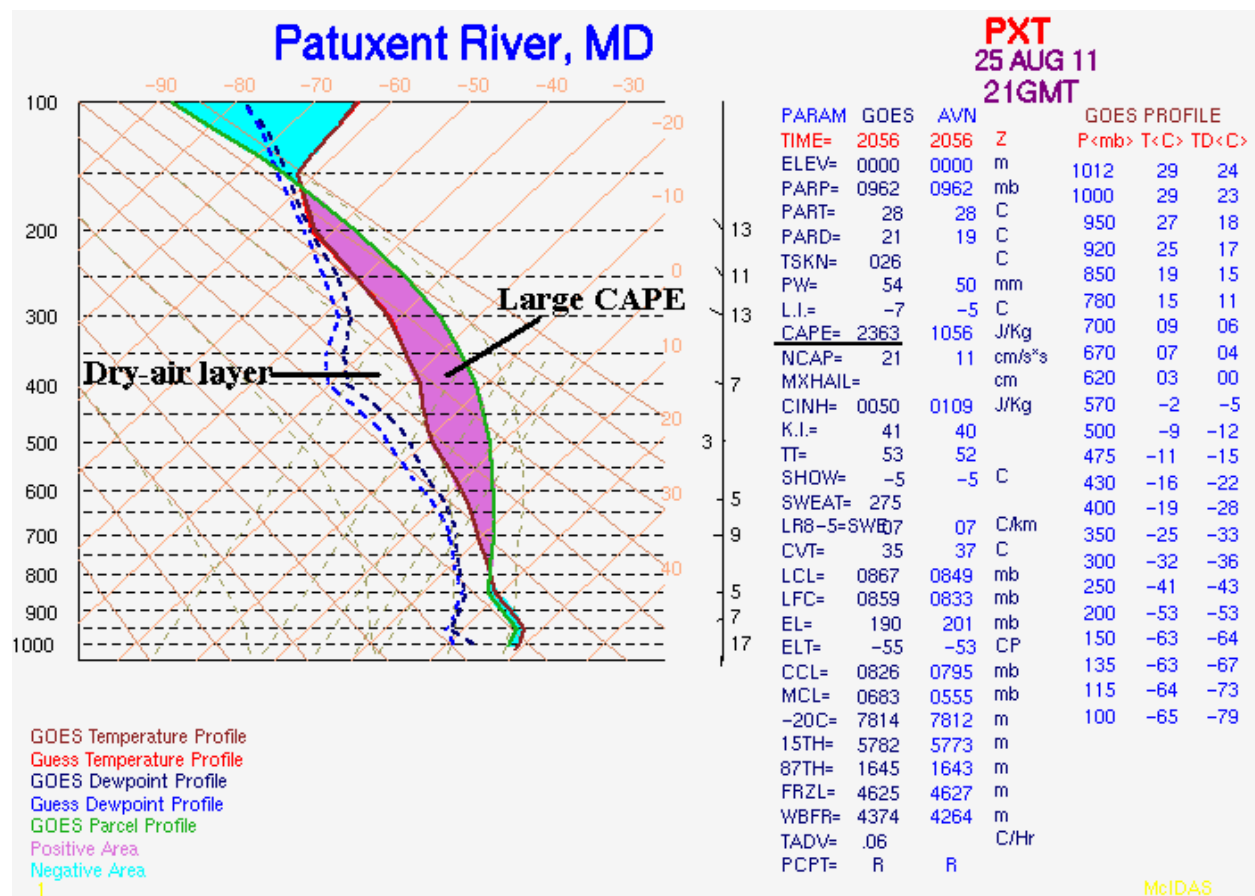 Patuxent River, MD
PXT
25 AUG 11
21GMT
-90 -80 -70 -60 -50 -40 -30
-20
-10
0
10
20
30
40
100
200
300
400
500
600
700
800
900
1000
Dry-air layer
Large CAPE
13
11
13
7
3
5
9
5
7
17
PARAM GOES AVN
TIME= 2056 2056 Z
ELEV= 0000 0000 m
PARP= 0962 0962 mb
PART= 28 28 C
PARD= 21 19 C
TSKN= 026 C
PW= 54 50 mm
L.I.= -7 -5 C
CAPE= 2363 1056 J/Kg
NCAP= 21 11 cm/s*s
MXHAIL= cm
CINH= 0050 0109 J/Kg
K.I.= 41 40
TT= 53 52
SHOW= -5 -5 C
SWEAT= 275
LR8-5= 07 07 C/km
CVT= 35 37 C
LCL= 0867 0849 mb
LFC= 0859 0833 mb
EL= 190 201 mb
ELT= -55 -53 CP
CCL= 0826 0795 mb
MCL= 0683 0555 mb
-20C= 7814 7812 m
15TH= 5782 5773 m
87TH= 1645 1643 m
FRZL= 4625 4627 m
WBFR= 4374 4264 m
TADV= .06 C/Hr
PCPT= R R
GOES PROFILE
P<mb> T<C> TD<C>
1012 29 24
1000 29 23
950 27 18
920 25 17
850 19 15
780 15 11
700 09 06
670 07 04
620 03 00
570 -2 -5
500 -9 -12
475 -11 -15
430 -16 -22
400 -19 -28
350 -25 -33
300 -32 -36
250 -41 -43
200 -53 -53
150 -63 -64
135 -63 -67
115 -64 -73
100 -65 -79
GOES Temperature Profile
Guess Temperature Profile
GOES Dewpoint Profile
Guess Dewpoint Profile
GOES Parcel Profile
Positive Area
Negative Area
1
McIDAS